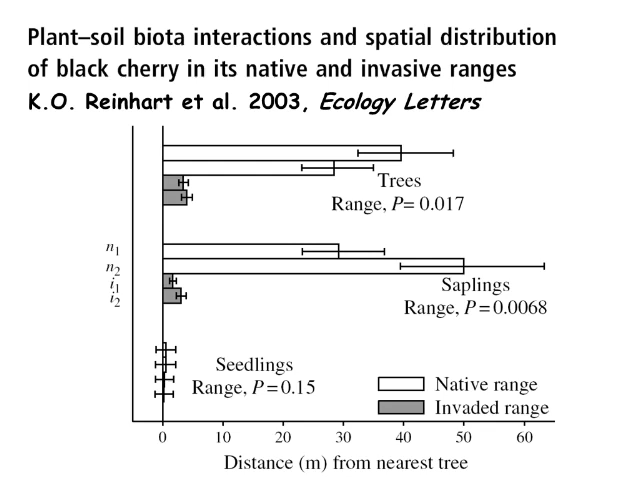 Plant–soil biota interactions and spatial distribution
of black cherry in its native and invasive ranges
K.O. Reinhart et al. 2003, Ecology Letters
Trees
Range, P= 0.017
n1
n2
i1
i2
Saplings
Range, P=0.0068
Seedlings
Range, P=0.15
Native range
Invaded range
0 10 20 30 40 50 60
Distance (m) from nearest tree